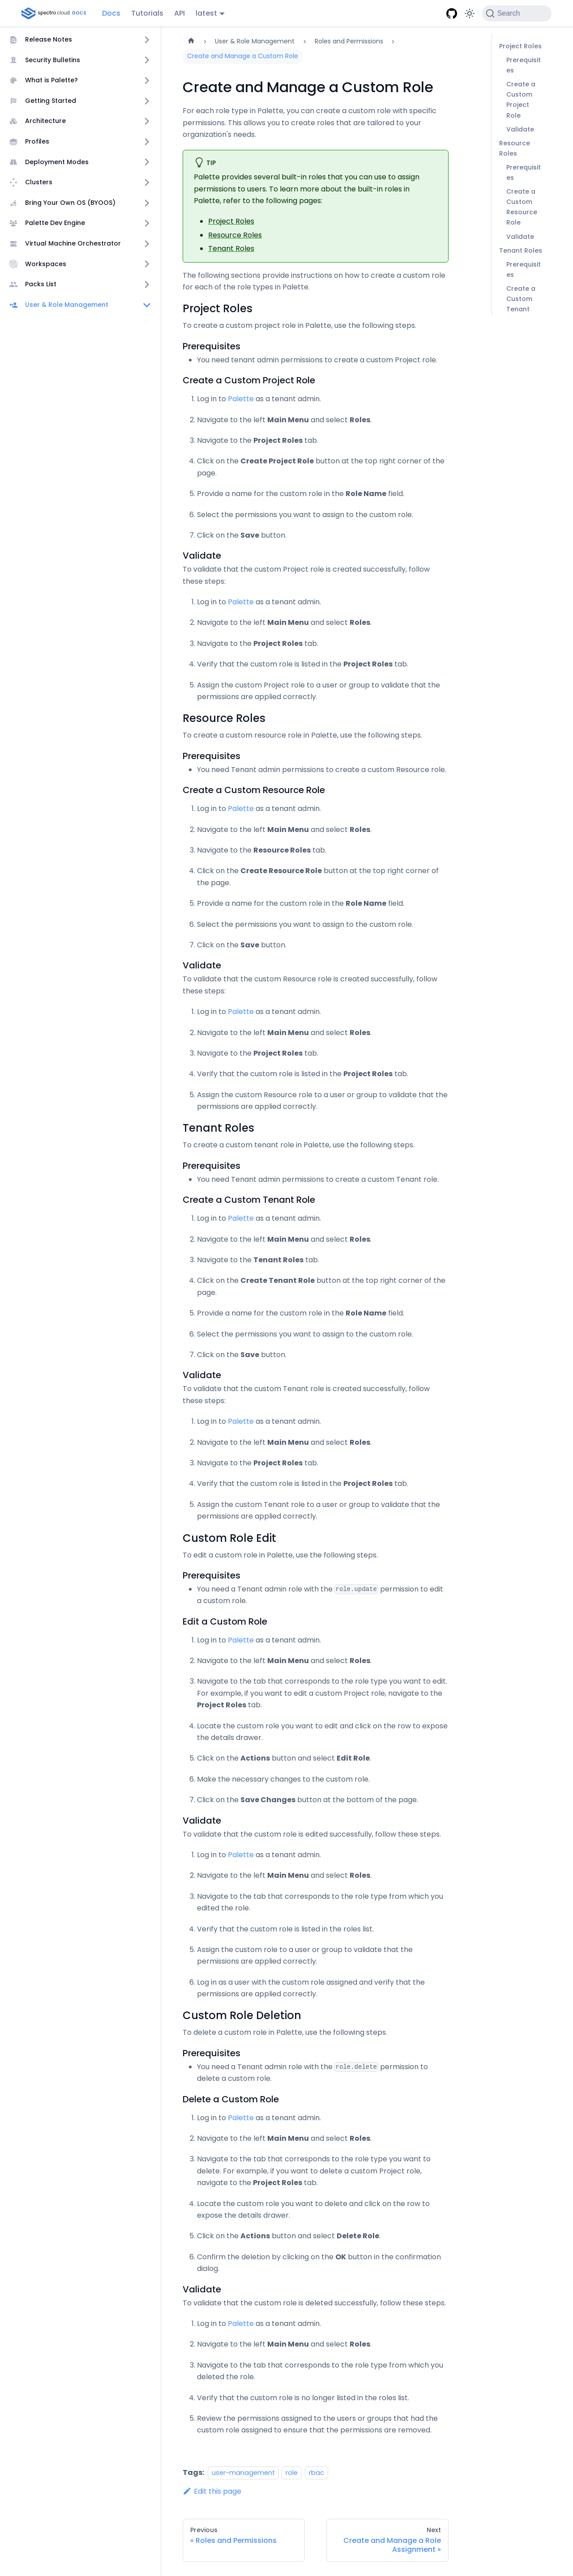 spectro cloud DOCS
Docs
Tutorials
API
latest
Search
Release Notes
Security Bulletins
What is Palette?
Getting Started
Architecture
Profiles
Deployment Modes
Clusters
Bring Your Own OS (BYOOS)
Palette Dev Engine
Virtual Machine Orchestrator
Workspaces
Packs List
User & Role Management
User & Role Management
Roles and Permissions
Create and Manage a Custom Role
Create and Manage a Custom Role
For each role type in Palette, you can create a custom role with specific
permissions. This allows you to create roles that are tailored to your
organization's needs.
TIP
Palette provides several built-in roles that you can use to assign
permissions to users. To learn more about the built-in roles in
Palette, refer to the following pages:
Project Roles
Resource Roles
Tenant Roles
The following sections provide instructions on how to create a custom role
for each of the role types in Palette.
Project Roles
To create a custom project role in Palette, use the following steps.
Prerequisites
You need tenant admin permissions to create a custom Project role.
Create a Custom Project Role
1. Log in to Palette as a tenant admin.
2. Navigate to the left Main Menu and select Roles.
3. Navigate to the Project Roles tab.
4. Click on the Create Project Role button at the top right corner of the
page.
5. Provide a name for the custom role in the Role Name field.
6. Select the permissions you want to assign to the custom role.
7. Click on the Save button.
Validate
To validate that the custom Project role is created successfully, follow
these steps:
1. Log in to Palette as a tenant admin.
2. Navigate to the left Main Menu and select Roles.
3. Navigate to the Project Roles tab.
4. Verify that the custom role is listed in the Project Roles tab.
5. Assign the custom Project role to a user or group to validate that the
permissions are applied correctly.
Resource Roles
To create a custom resource role in Palette, use the following steps.
Prerequisites
You need Tenant admin permissions to create a custom Resource role.
Create a Custom Resource Role
1. Log in to Palette as a tenant admin.
2. Navigate to the left Main Menu and select Roles.
3. Navigate to the Resource Roles tab.
4. Click on the Create Resource Role button at the top right corner of
the page.
5. Provide a name for the custom role in the Role Name field.
6. Select the permissions you want to assign to the custom role.
7. Click on the Save button.
Validate
To validate that the custom Resource role is created successfully, follow
these steps:
1. Log in to Palette as a tenant admin.
2. Navigate to the left Main Menu and select Roles.
3. Navigate to the Project Roles tab.
4. Verify that the custom role is listed in the Project Roles tab.
5. Assign the custom Resource role to a user or group to validate that the
permissions are applied correctly.
Tenant Roles
To create a custom tenant role in Palette, use the following steps.
Prerequisites
You need Tenant admin permissions to create a custom Tenant role.
Create a Custom Tenant Role
1. Log in to Palette as a tenant admin.
2. Navigate to the left Main Menu and select Roles.
3. Navigate to the Tenant Roles tab.
4. Click on the Create Tenant Role button at the top right corner of the
page.
5. Provide a name for the custom role in the Role Name field.
6. Select the permissions you want to assign to the custom role.
7. Click on the Save button.
Validate
To validate that the custom Tenant role is created successfully, follow
these steps:
1. Log in to Palette as a tenant admin.
2. Navigate to the left Main Menu and select Roles.
3. Navigate to the Project Roles tab.
4. Verify that the custom role is listed in the Project Roles tab.
5. Assign the custom Tenant role to a user or group to validate that the
permissions are applied correctly.
Custom Role Edit
To edit a custom role in Palette, use the following steps.
Prerequisites
You need a Tenant admin role with the role.update permission to edit
a custom role.
Edit a Custom Role
1. Log in to Palette as a tenant admin.
2. Navigate to the left Main Menu and select Roles.
3. Navigate to the tab that corresponds to the role type you want to edit.
For example, if you want to edit a custom Project role, navigate to the
Project Roles tab.
4. Locate the custom role you want to edit and click on the row to expose
the details drawer.
5. Click on the Actions button and select Edit Role.
6. Make the necessary changes to the custom role.
7. Click on the Save Changes button at the bottom of the page.
Validate
To validate that the custom role is edited successfully, follow these steps.
1. Log in to Palette as a tenant admin.
2. Navigate to the left Main Menu and select Roles.
3. Navigate to the tab that corresponds to the role type from which you
edited the role.
4. Verify that the custom role is listed in the roles list.
5. Assign the custom role to a user or group to validate that the
permissions are applied correctly.
6. Log in as a user with the custom role assigned and verify that the
permissions are applied correctly.
Custom Role Deletion
To delete a custom role in Palette, use the following steps.
Prerequisites
You need a Tenant admin role with the role.delete permission to
delete a custom role.
Delete a Custom Role
1. Log in to Palette as a tenant admin.
2. Navigate to the left Main Menu and select Roles.
3. Navigate to the tab that corresponds to the role type you want to
delete. For example, if you want to delete a custom Project role,
navigate to the Project Roles tab.
4. Locate the custom role you want to delete and click on the row to
expose the details drawer.
5. Click on the Actions button and select Delete Role.
6. Confirm the deletion by clicking on the OK button in the confirmation
dialog.
Validate
To validate that the custom role is deleted successfully, follow these steps.
1. Log in to Palette as a tenant admin.
2. Navigate to the left Main Menu and select Roles.
3. Navigate to the tab that corresponds to the role type from which you
deleted the role.
4. Verify that the custom role is no longer listed in the roles list.
5. Review the permissions assigned to the users or groups that had the
custom role assigned to ensure that the permissions are removed.
Tags: user-management role rbac
Edit this page
Previous
« Roles and Permissions
Next
Create and Manage a Role
Assignment »
Project Roles
Prerequisit
es
Create a
Custom
Project
Role
Validate
Resource
Roles
Prerequisit
es
Create a
Custom
Resource
Role
Validate
Tenant Roles
Prerequisit
es
Create a
Custom
Tenant